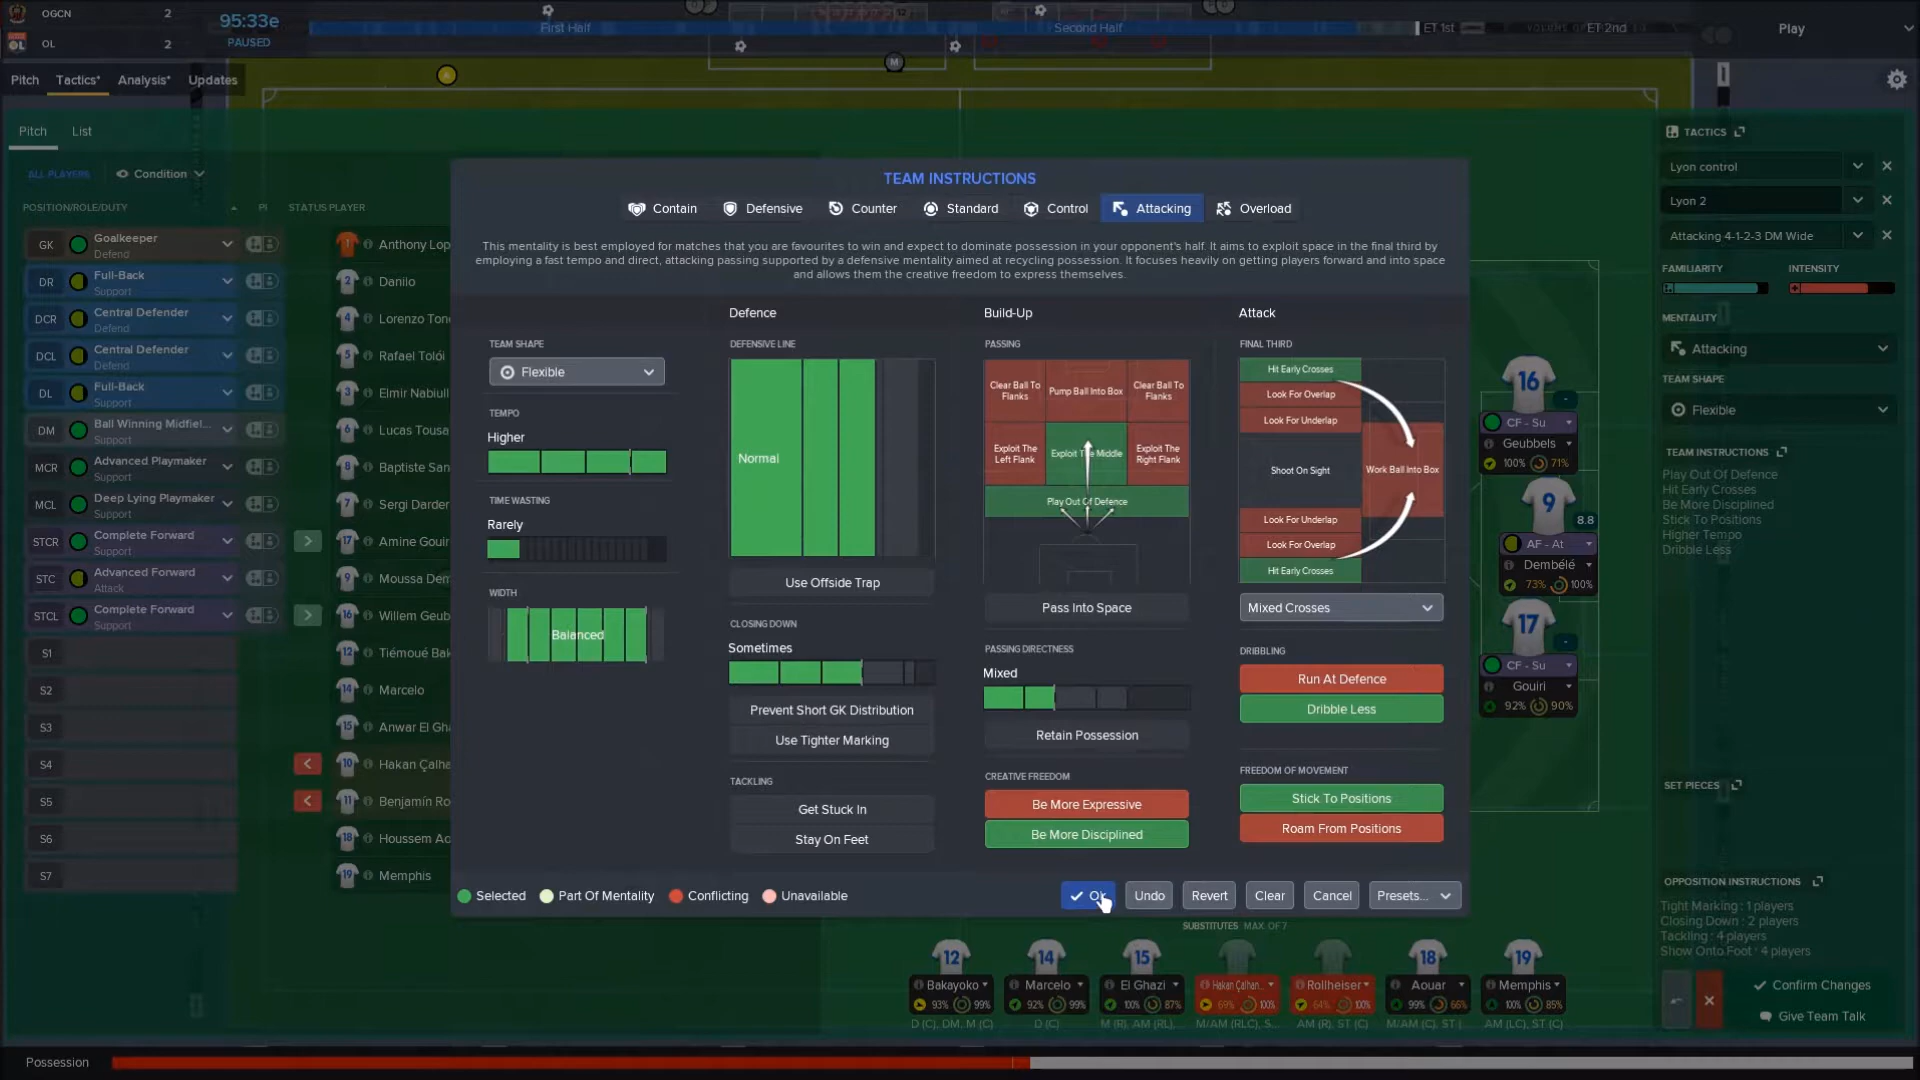 OGCN 2
OL 2
95:33e
PAUSED
First Half
Second Half
ET 1st
ET 2nd
Play
Pitch Tactics* Analysis* Updates
Pitch List
ALL PLAYERS Condition
POSITION/ROLE/DUTY PI STATUS PLAYER
GK Goalkeeper Defend 1 Anthony Lop
DR Full-Back Support 2 Danilo
DCR Central Defender Defend 4 Lorenzo Ton
DCL Central Defender Defend 5 Rafael Tolói
DL Full-Back Support 3 Elmir Nabiull
DM Ball Winning Midfiel... Support 6 Lucas Tousa
MCR Advanced Playmaker Support 8 Baptiste San
MCL Deep Lying Playmaker Support 7 Sergi Darder
STCR Complete Forward Support 17 Amine Gouir
STC Advanced Forward Attack 9 Moussa Dem
STCL Complete Forward Support 16 Willem Geub
S1 12 Tiémoué Bak
S2 14 Marcelo
S3 15 Anwar El Gha
S4 10 Hakan Çalha
S5 11 Benjamín Ro
S6 18 Houssem Ao
S7 19 Memphis
TEAM INSTRUCTIONS
Contain Defensive Counter Standard Control Attacking Overload
This mentality is best employed for matches that you are favourites to win and expect to dominate possession in your opponent's half. It aims to exploit space in the final third by
employing a fast tempo and direct, attacking passing supported by a defensive mentality aimed at recycling possession. It focuses heavily on getting players forward and into space
and allows them the creative freedom to express themselves.
TEAM SHAPE
Flexible
TEMPO
Higher
TIME WASTING
Rarely
WIDTH
Balanced
Defence
DEFENSIVE LINE
Normal
Use Offside Trap
CLOSING DOWN
Sometimes
Prevent Short GK Distribution
Use Tighter Marking
TACKLING
Get Stuck In
Stay On Feet
Build-Up
PASSING
Clear Ball To Flanks
Pump Ball Into Box
Clear Ball To Flanks
Exploit The Left Flank
Exploit The Middle
Exploit The Right Flank
Play Out Of Defence
Pass Into Space
PASSING DIRECTNESS
Mixed
Retain Possession
CREATIVE FREEDOM
Be More Expressive
Be More Disciplined
Attack
FINAL THIRD
Hit Early Crosses
Look For Overlap
Look For Underlap
Shoot On Sight
Work Ball Into Box
Look For Underlap
Look For Overlap
Hit Early Crosses
Mixed Crosses
DRIBBLING
Run At Defence
Dribble Less
FREEDOM OF MOVEMENT
Stick To Positions
Roam From Positions
Selected Part Of Mentality Conflicting Unavailable
Undo Revert Clear Cancel Presets...
SUBSTITUTES MAX. OF 7
12 14 15 18 19
Bakayoko Marcelo El Ghazi Hakan Çalhan... Rollheiser Aouar Memphis
93% 99% 92% 99% 100% 87% 69% 100% 64% 100% 99% 66% 100% 85%
D (C), DM, M (C) D (C) M (R), AM (RL),... M/AM (RLC), S... AM (R), ST (C) M/AM (C), ST ( AM (LC), ST (C)
16
CF - Su
Geubbels
100% 71%
9
8.8
AF - At
Dembélé
73% 100%
17
CF - Su
Gouiri
92% 90%
TACTICS
Lyon control
Lyon 2
Attacking 4-1-2-3 DM Wide
FAMILIARITY INTENSITY
MENTALITY
Attacking
TEAM SHAPE
Flexible
TEAM INSTRUCTIONS
Play Out Of Defence
Hit Early Crosses
Be More Disciplined
Stick To Positions
Higher Tempo
Dribble Less
SET PIECES
OPPOSITION INSTRUCTIONS
Tight Marking : 1 players
Closing Down : 2 players
Tackling : 4 players
Show Onto Foot : 4 players
Confirm Changes
Give Team Talk
Possession